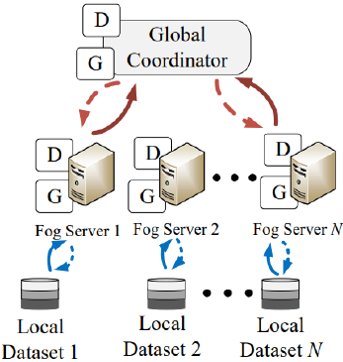 D
G
Global
Coordinator
D
G
D
G
D
G
Fog Server 1
Fog Server 2
Fog Server N
Local
Dataset 1
Local
Dataset 2
Local
Dataset N